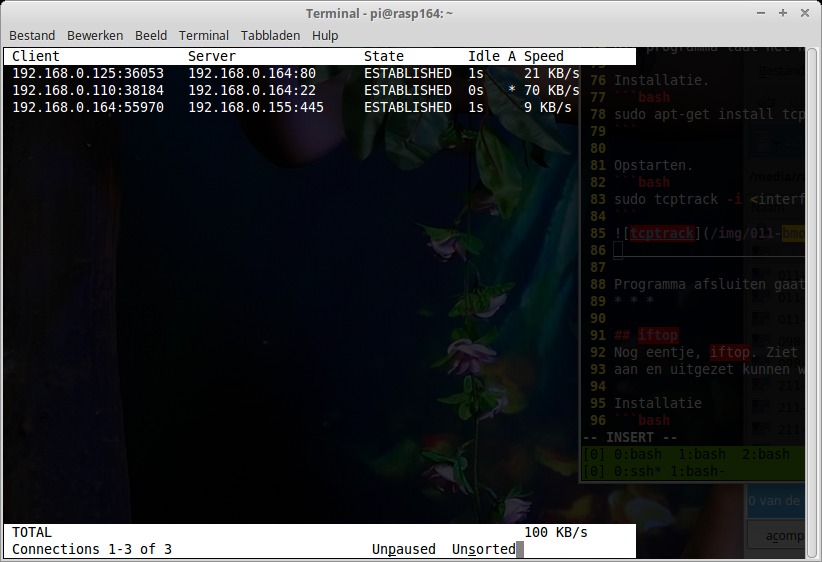 Terminal - pi@rasp164: ~
Bestand Bewerken Beeld Terminal Tabbladen Hulp
Client Server State Idle A Speed
192.168.0.125:36053 192.168.0.164:80 ESTABLISHED 1s 21 KB/s
192.168.0.110:38184 192.168.0.164:22 ESTABLISHED 0s * 70 KB/s
192.168.0.164:55970 192.168.0.155:445 ESTABLISHED 1s 9 KB/s
TOTAL 100 KB/s
Connections 1-3 of 3 Unpaused Unsorted
programma laat het
76 Installatie.
77 ```bash
78 sudo apt-get install tcp
79 ```
80
81 Opstarten.
82 ```bash
83 sudo tcptrack -i <interf
84 ```
85 ![tcptrack](/img/011-bmp
86
87
88 Programma afsluiten gaat
89 * * *
90
91 ## iftop
92 Nog eentje, iftop. Ziet
93 aan en uitgezet kunnen w
94
95 Installatie
96 ```bash
-- INSERT --
[0] 0:bash 1:bash 2:bash
[0] 0:ssh* 1:bash-
/media/
0 van de
acomp